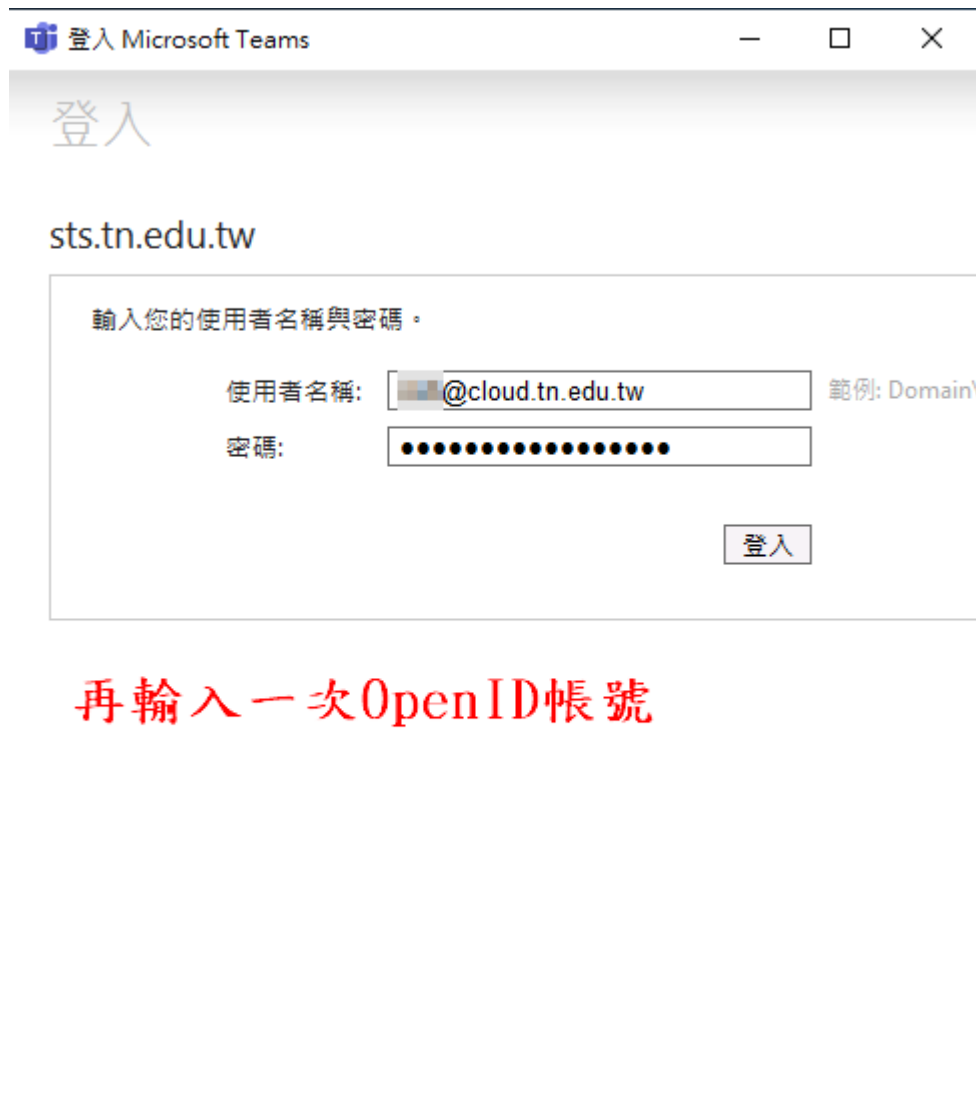 登入 Microsoft Teams
登入
sts.tn.edu.tw
輸入您的使用者名稱與密碼。
使用者名稱: @cloud.tn.edu.tw 範例: Domain\
密碼: •••••••••••••••••
登入
再輸入一次OpenID帳號